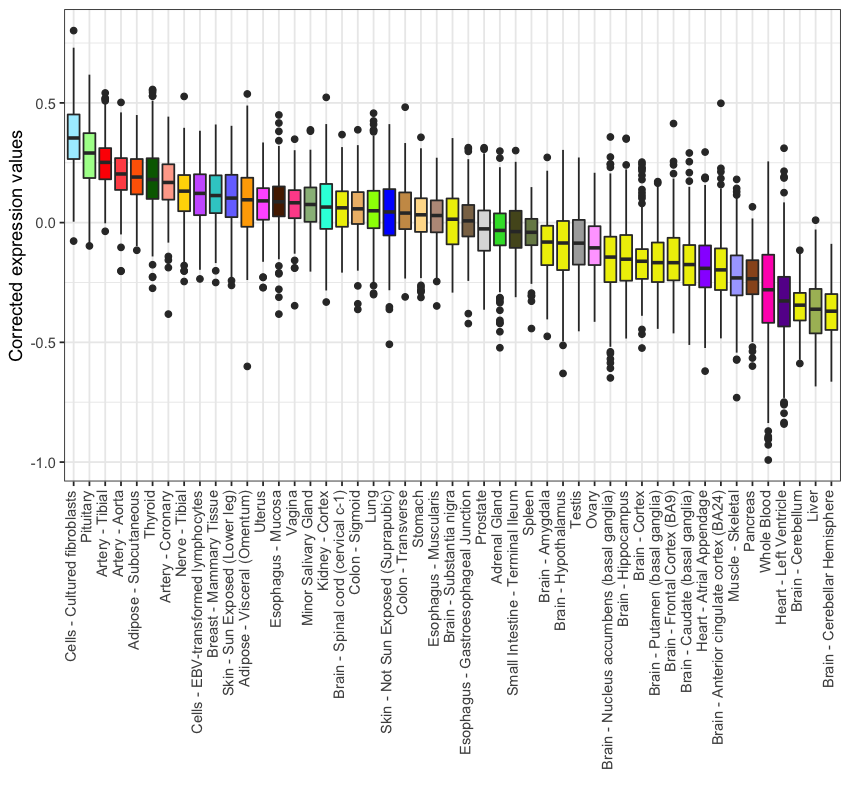 Corrected expression values
0.5
0.0
-0.5
-1.0
Cells - Cultured fibroblasts
Pituitary
Artery - Tibial
Artery - Aorta
Adipose - Subcutaneous
Thyroid
Artery - Coronary
Nerve - Tibial
Cells - EBV-transformed lymphocytes
Breast - Mammary Tissue
Skin - Sun Exposed (Lower leg)
Adipose - Visceral (Omentum)
Uterus
Esophagus - Mucosa
Vagina
Minor Salivary Gland
Kidney - Cortex
Brain - Spinal cord (cervical c-1)
Colon - Sigmoid
Lung
Skin - Not Sun Exposed (Suprapubic)
Colon - Transverse
Stomach
Esophagus - Muscularis
Brain - Substantia nigra
Esophagus - Gastroesophageal Junction
Prostate
Adrenal Gland
Small Intestine - Terminal Ileum
Spleen
Brain - Amygdala
Brain - Hypothalamus
Testis
Ovary
Brain - Nucleus accumbens (basal ganglia)
Brain - Hippocampus
Brain - Cortex
Brain - Putamen (basal ganglia)
Brain - Frontal Cortex (BA9)
Brain - Caudate (basal ganglia)
Heart - Atrial Appendage
Brain - Anterior cingulate cortex (BA24)
Muscle - Skeletal
Pancreas
Whole Blood
Heart - Left Ventricle
Brain - Cerebellum
Liver
Brain - Cerebellar Hemisphere